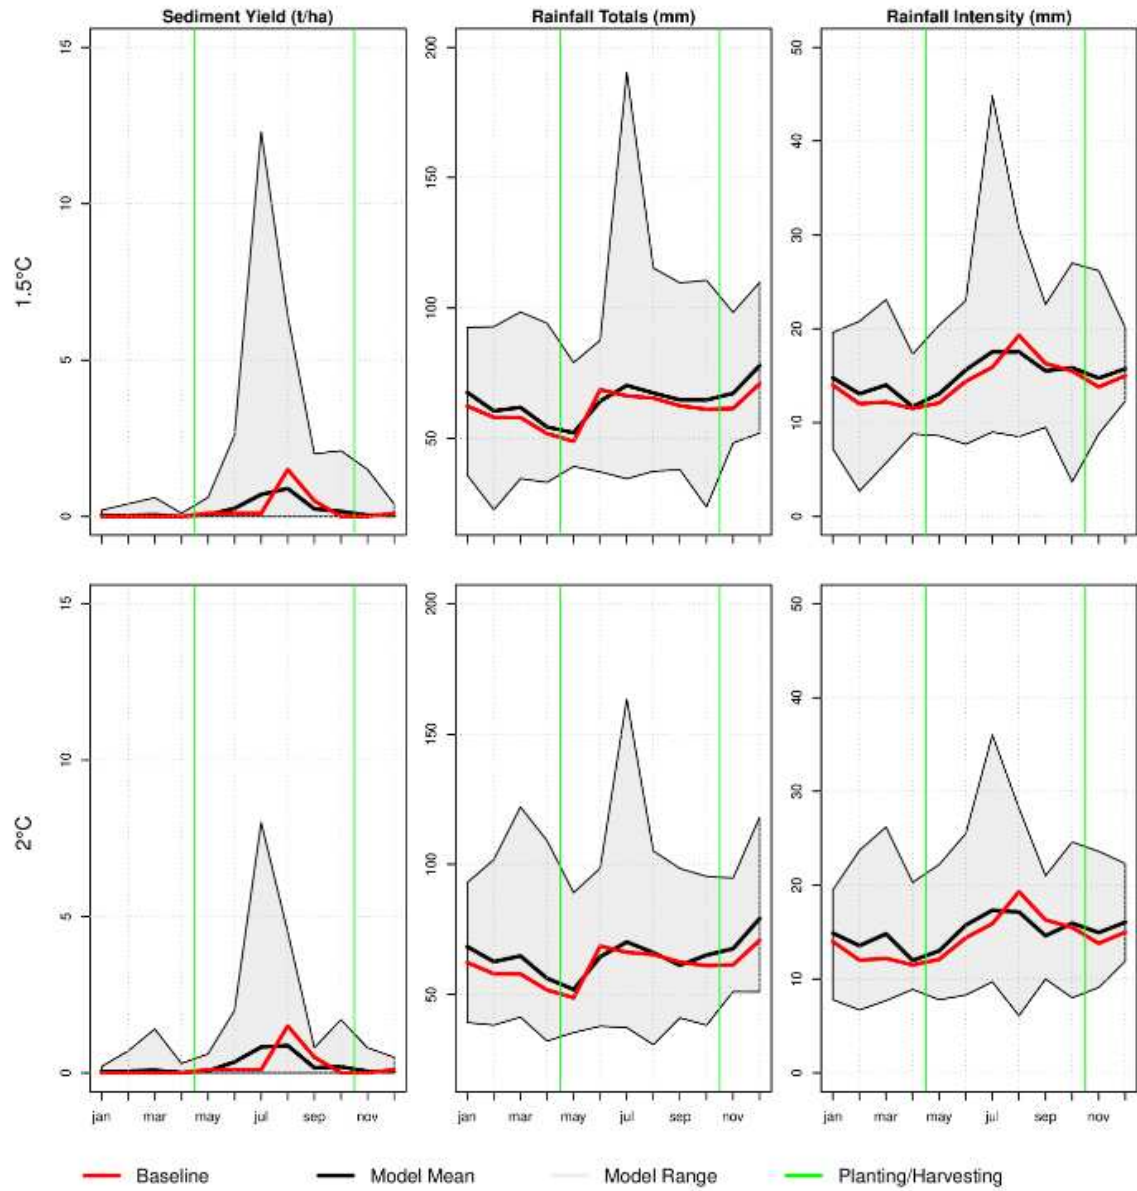 Sediment Yield (t/ha)
Rainfall Totals (mm)
Rainfall Intensity (mm)
1.5°C
15
10
5
0
200
150
100
50
50
40
30
20
10
0
2°C
15
10
5
0
200
150
100
50
50
40
30
20
10
0
jan mar may jul sep nov
jan mar may jul sep nov
jan mar may jul sep nov
Baseline
Model Mean
Model Range
Planting/Harvesting